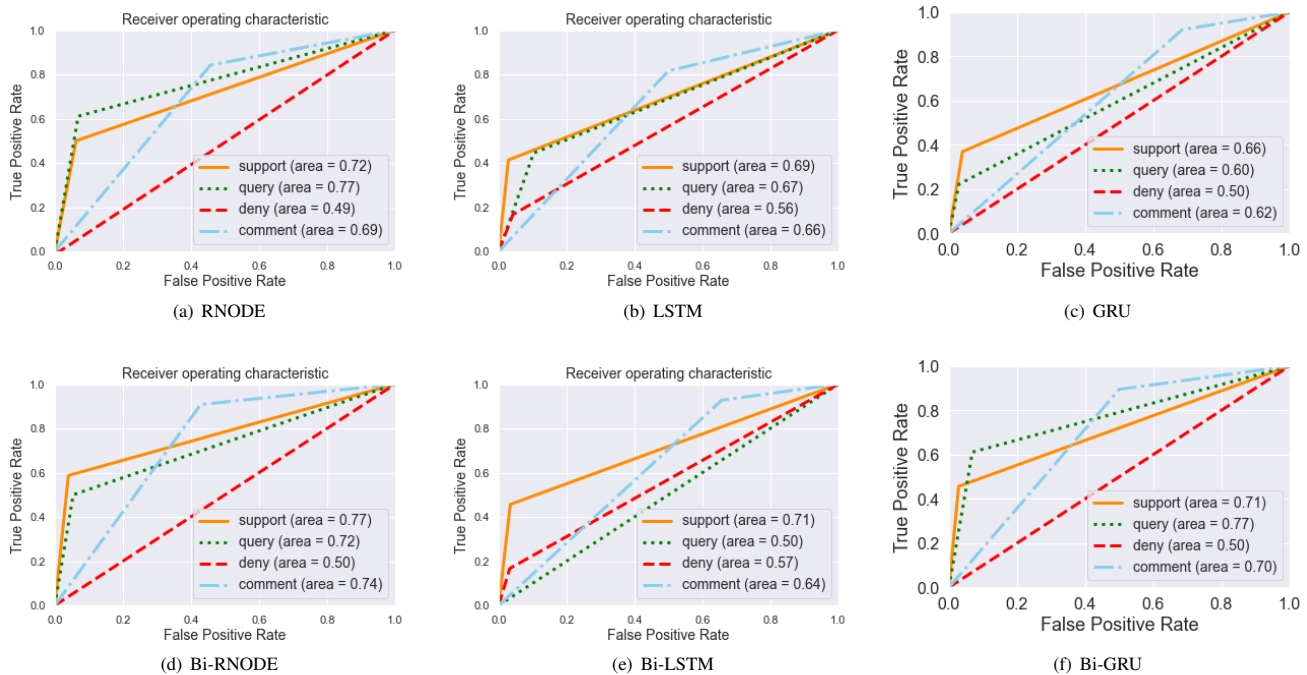 Receiver operating characteristic
1.0
0.8
0.6
0.4
0.2
0.0
True Positive Rate
support (area = 0.72)
query (area = 0.77)
deny (area = 0.49)
comment (area = 0.69)
0.0 0.2 0.4 0.6 0.8 1.0
False Positive Rate
(a) RNODE
Receiver operating characteristic
1.0
0.8
0.6
0.4
0.2
0.0
True Positive Rate
support (area = 0.69)
query (area = 0.67)
deny (area = 0.56)
comment (area = 0.66)
0.0 0.2 0.4 0.6 0.8 1.0
False Positive Rate
(b) LSTM
1.0
0.8
0.6
0.4
0.2
0.0
True Positive Rate
support (area = 0.66)
query (area = 0.60)
deny (area = 0.50)
comment (area = 0.62)
0.0 0.2 0.4 0.6 0.8 1.0
False Positive Rate
(c) GRU
Receiver operating characteristic
1.0
0.8
0.6
0.4
0.2
0.0
True Positive Rate
support (area = 0.77)
query (area = 0.72)
deny (area = 0.50)
comment (area = 0.74)
0.0 0.2 0.4 0.6 0.8 1.0
False Positive Rate
(d) Bi-RNODE
Receiver operating characteristic
1.0
0.8
0.6
0.4
0.2
0.0
True Positive Rate
support (area = 0.71)
query (area = 0.50)
deny (area = 0.57)
comment (area = 0.64)
0.0 0.2 0.4 0.6 0.8 1.0
False Positive Rate
(e) Bi-LSTM
1.0
0.8
0.6
0.4
0.2
0.0
True Positive Rate
support (area = 0.71)
query (area = 0.77)
deny (area = 0.50)
comment (area = 0.70)
0.0 0.2 0.4 0.6 0.8 1.0
False Positive Rate
(f) Bi-GRU